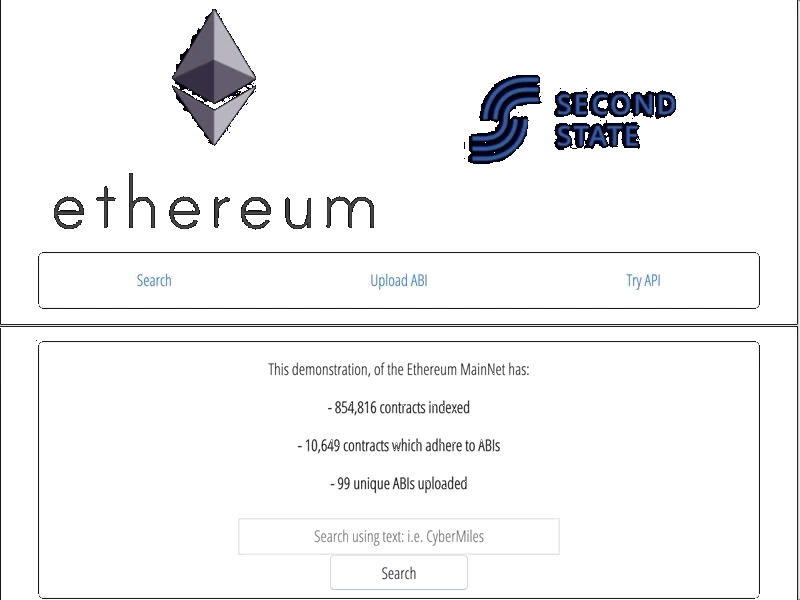 ethereum
SECOND
STATE
Search
Upload ABI
Try API
This demonstration, of the Ethereum MainNet has:
- 854,816 contracts indexed
- 10,649 contracts which adhere to ABIs
- 99 unique ABIs uploaded
Search using text: i.e. CyberMiles
Search